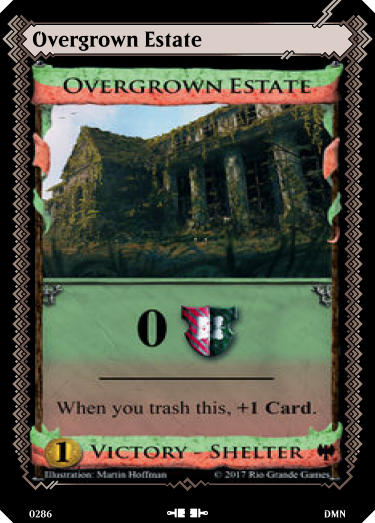 Overgrown Estate
Overgrown Estate
0
When you trash this, +1 Card.
1 Victory – Shelter
Illustration: Martin Hoffman © 2017 Rio Grande Games
0286 DMN